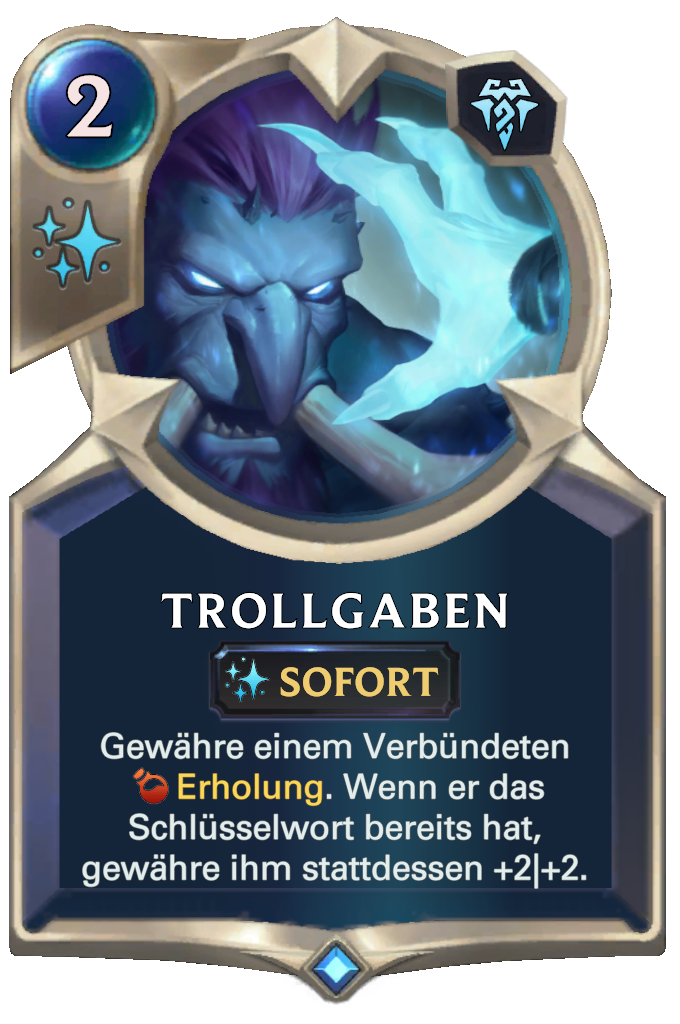 2
TROLLGABEN
SOFORT
Gewähre einem Verbündeten
Erholung. Wenn er das
Schlüsselwort bereits hat,
gewähre ihm stattdessen +2|+2.